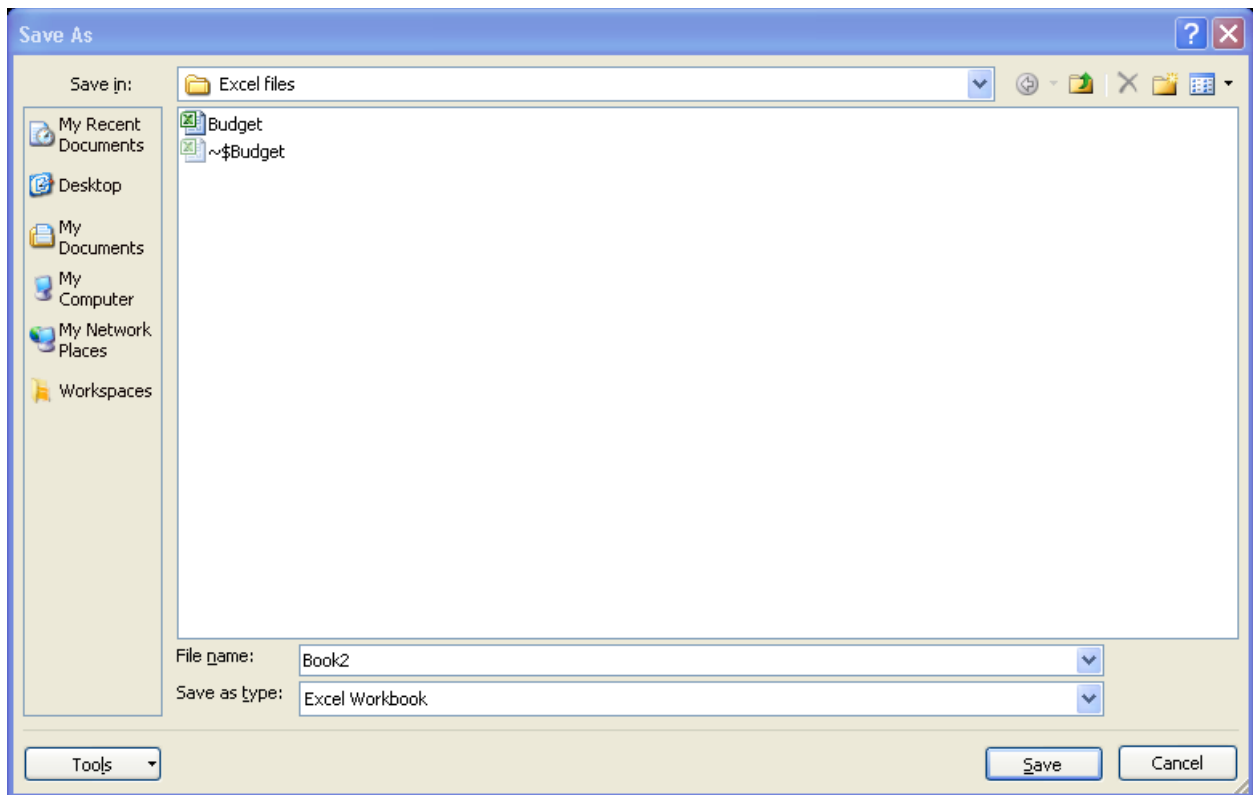 Save As
Save in:
Excel files
My Recent
Documents
Desktop
My
Documents
My
Computer
My Network
Places
Workspaces
Budget
~$Budget
File name:
Book2
Save as type:
Excel Workbook
Tools
Save
Cancel